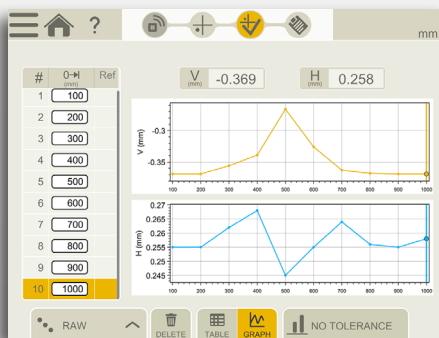 ?
mm
# 0 (mm) Ref
V (mm) -0.369
H (mm) 0.258
1 100
2 200
3 300
4 400
5 500
6 600
7 700
8 800
9 900
10 1000
V (mm)
-0.3
-0.35
100 200 300 400 500 600 700 800 900 1000
H (mm)
0.27
0.265
0.26
0.255
0.25
0.245
100 200 300 400 500 600 700 800 900 1000
RAW
DELETE
TABLE
GRAPH
NO TOLERANCE